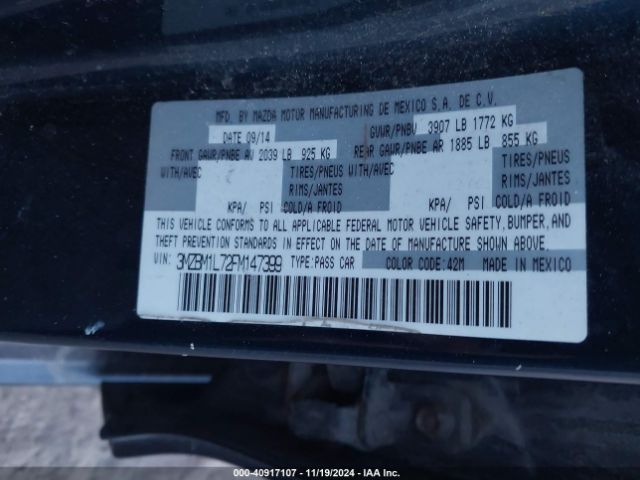 MFD. BY MAZDA MOTOR MANUFACTURING DE MEXICO S.A. DE C.V.
DATE 09/14 GVWR/PNBV 3907 LB 1772 KG
FRONT GAWR/PNBE AV 2039 LB 925 KG REAR GAWR/PNBE AR 1885 LB 855 KG
WITH/AVEC TIRES/PNEUS WITH/AVEC TIRES/PNEUS
RIMS/JANTES RIMS/JANTES
KPA/ PSI COLD/A FROID KPA/ PSI COLD/A FROID
THIS VEHICLE CONFORMS TO ALL APPLICABLE FEDERAL MOTOR VEHICLE SAFETY, BUMPER, AND
THEFT PREVENTION STANDARDS IN EFFECT ON THE DATE OF MANUFACTURE SHOWN ABOVE.
VIN: 3MZBM1L72FM147399 TYPE: PASS CAR COLOR CODE: 42M MADE IN MEXICO
000-40917107 - 11/19/2024 - IAA Inc.